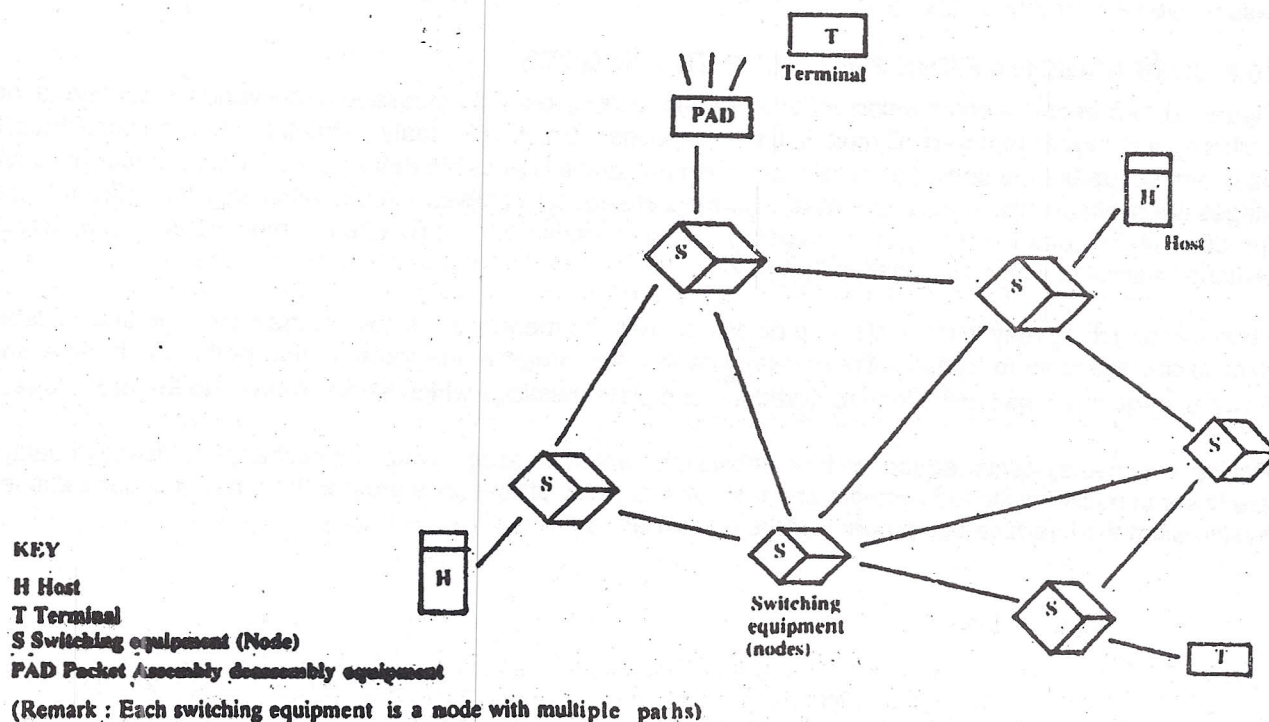 T
Terminal
PAD
H
Host
S
S
S
S
H
S
Switching
equipment
(nodes)
S
T
KEY
H Host
T Terminal
S Switching equipment (Node)
PAD Packet Assembly deassembly equipment
(Remark : Each switching equipment is a node with multiple paths)